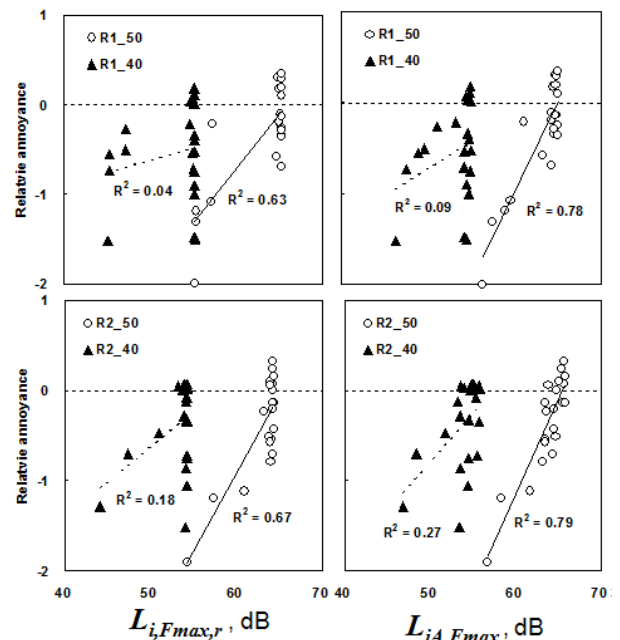 1
R1_50
R1_40
R1_50
R1_40
0
Relatvie annoyance
-1
R² = 0.04
R² = 0.63
R² = 0.09
R² = 0.78
-2
0
R2_50
R2_40
R2_50
R2_40
0
Relatvie annoyance
-1
R² = 0.18
R² = 0.67
R² = 0.27
R² = 0.79
-2
40 50 60 70 40 50 60 70
Li,Fmax,r , dB
LiA,Fmax, dB